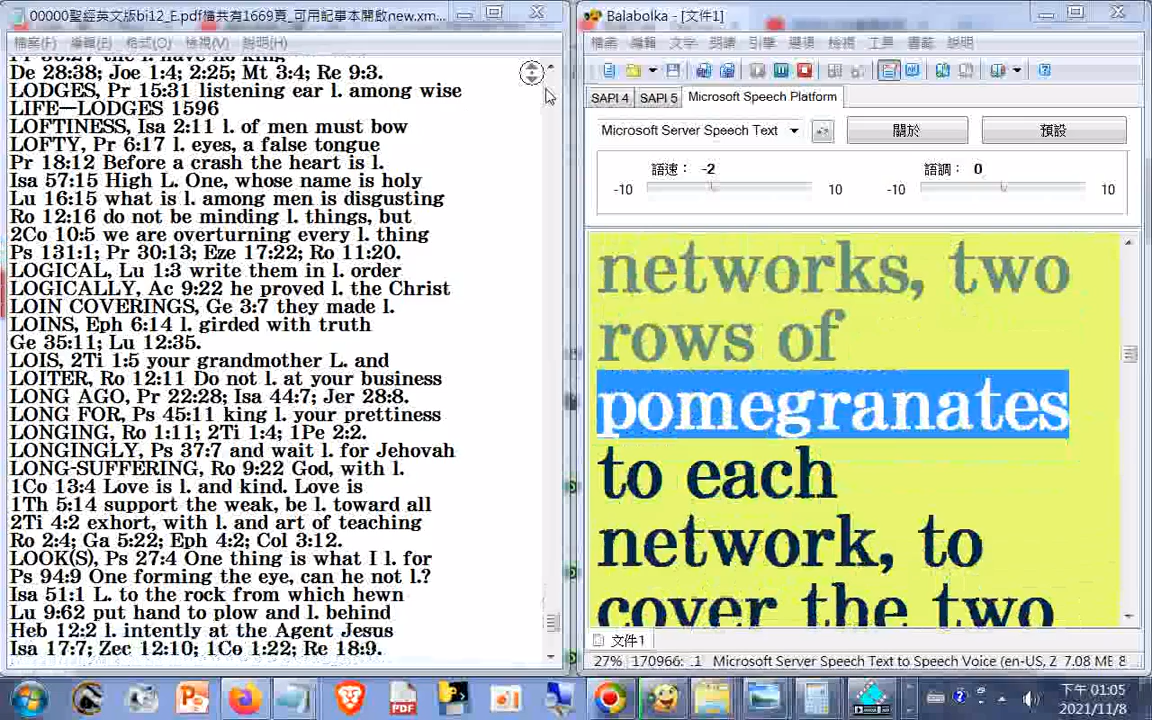 00000聖經英文版bi12_E.pdf檔共有1669頁_可用記事本開啟new.xm...
檔案(F) 編輯(E) 格式(O) 檢視(V) 說明(H)
De 28:38; Joe 1:4; 2:25; Mt 3:4; Re 9:3.
LODGES, Pr 15:31 listening ear l. among wise
LIFE—LODGES 1596
LOFTINESS, Isa 2:11 l. of men must bow
LOFTY, Pr 6:17 l. eyes, a false tongue
Pr 18:12 Before a crash the heart is l.
Isa 57:15 High L. One, whose name is holy
Lu 16:15 what is l. among men is disgusting
Ro 12:16 do not be minding l. things, but
2Co 10:5 we are overturning every l. thing
Ps 131:1; Pr 30:13; Eze 17:22; Ro 11:20.
LOGICAL, Lu 1:3 write them in l. order
LOGICALLY, Ac 9:22 he proved l. the Christ
LOIN COVERINGS, Ge 3:7 they made l.
LOINS, Eph 6:14 l. girded with truth
Ge 35:11; Lu 12:35.
LOIS, 2Ti 1:5 your grandmother L. and
LOITER, Ro 12:11 Do not l. at your business
LONG AGO, Pr 22:28; Isa 44:7; Jer 28:8.
LONG FOR, Ps 45:11 king l. your prettiness
LONGING, Ro 1:11; 2Ti 1:4; 1Pe 2:2.
LONGINGLY, Ps 37:7 and wait l. for Jehovah
LONG-SUFFERING, Ro 9:22 God, with l.
1Co 13:4 Love is l. and kind. Love is
1Th 5:14 support the weak, be l. toward all
2Ti 4:2 exhort, with l. and art of teaching
Ro 2:4; Ga 5:22; Eph 4:2; Col 3:12.
LOOK(S), Ps 27:4 One thing is what I l. for
Ps 94:9 One forming the eye, can he not l.?
Isa 51:1 L. to the rock from which hewn
Lu 9:62 put hand to plow and l. behind
Heb 12:2 l. intently at the Agent Jesus
Isa 17:7; Zec 12:10; 1Co 1:22; Re 18:9.
Balabolka - [文件1]
檔案 編輯 文字 朗讀 引擎 選項 檢視 工具 書籤 說明
SAPI 4 SAPI 5 Microsoft Speech Platform
Microsoft Server Speech Text 關於 預設
語速： -2 語調： 0
-10 10 -10 10
networks, two
rows of
pomegranates
to each
network, to
cover the two
文件1
27% 170966: .1 Microsoft Server Speech Text to Speech Voice (en-US, Z 7.08 MB 8
PDF
下午 01:05
2021/11/8